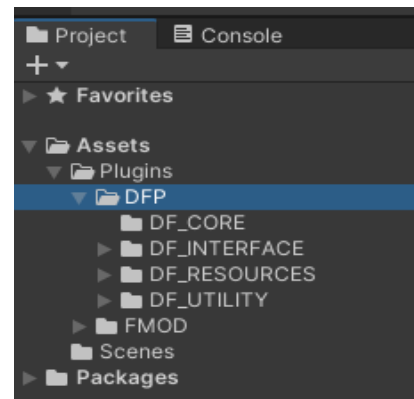 Project Console
Favorites
Assets
Plugins
DFP
DF_CORE
DF_INTERFACE
DF_RESOURCES
DF_UTILITY
FMOD
Scenes
Packages